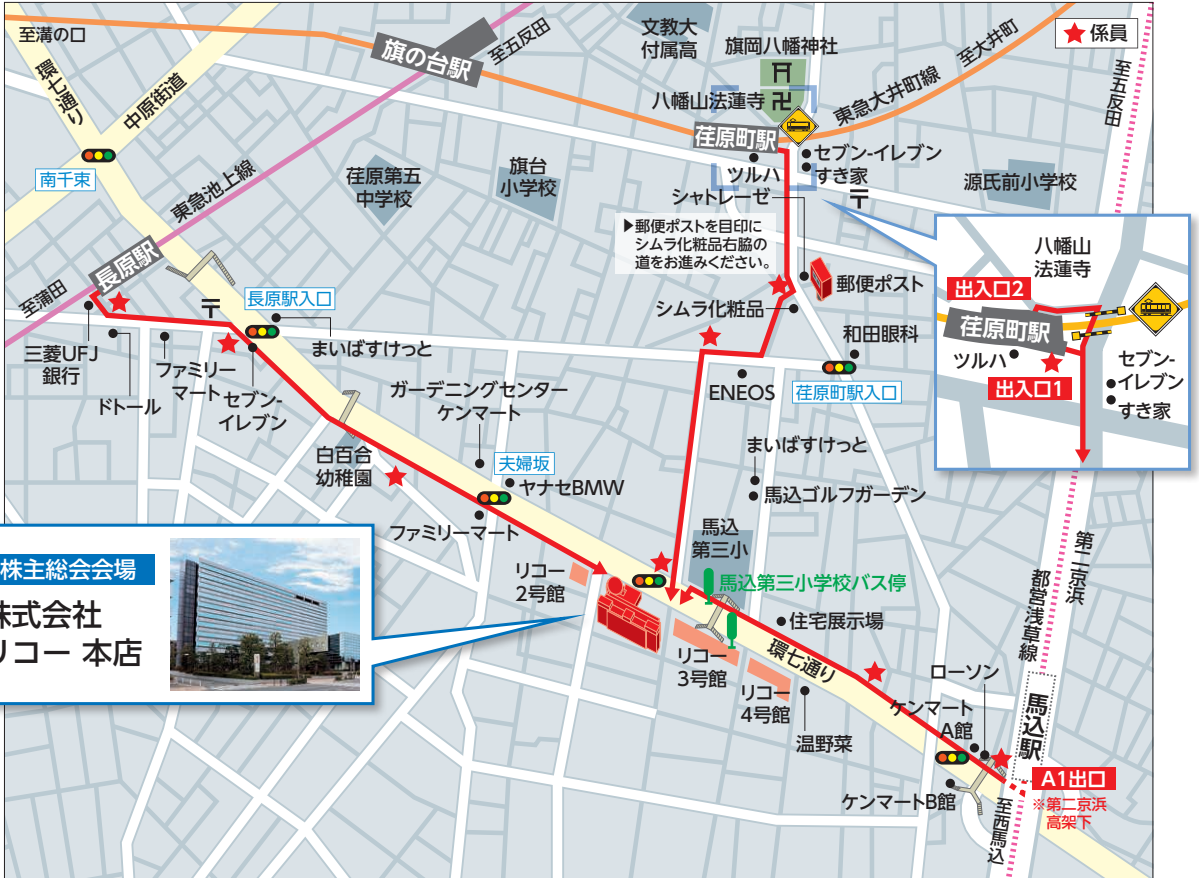 至溝の口
環七通り
中原街道
旗の台駅
至五反田
文教大
付属高
旗岡八幡神社
八幡山法蓮寺
東急大井町線
至大井町
★ 係員
至五反田
南千束
東急池上線
荏原第五
中学校
旗台
小学校
荏原町駅
セブン-イレブン
すき家
ツルハ
シャトレーゼ
〒
源氏前小学校
▶郵便ポストを目印に
シムラ化粧品右脇の
道をお進みください。
郵便ポスト
シムラ化粧品
和田眼科
荏原町駅入口
ENEOS
八幡山
法蓮寺
出入口2
荏原町駅
ツルハ
出入口1
セブン-
イレブン
すき家
長原駅
至蒲田
〒
長原駅入口
まいばすけっと
三菱UFJ
銀行
ドトール
ファミリー
マート
セブン-
イレブン
ガーデニングセンター
ケンマート
白百合
幼稚園
夫婦坂
ヤナセBMW
ファミリーマート
まいばすけっと
馬込ゴルフガーデン
馬込
第三小
馬込第三小学校バス停
リコー
2号館
住宅展示場
リコー
3号館
リコー
4号館
環七通り
温野菜
ローソン
ケンマート
A館
ケンマートB館
第二京浜
都営浅草線
馬込駅
A1出口
※第二京浜
高架下
至西馬込
株主総会会場
株式会社
リコー 本店